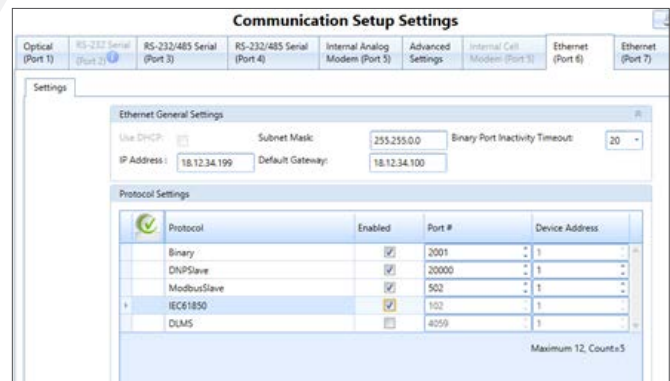 Communication Setup Settings
Optical (Port 1)
RS-232 Serial (Port 2)
RS-232/485 Serial (Port 3)
RS-232/485 Serial (Port 4)
Internal Analog Modem (Port 5)
Advanced Settings
Internal Cell Modem (Port 5)
Ethernet (Port 6)
Ethernet (Port 7)
Settings
Ethernet General Settings
Use DHCP: Subnet Mask: 255.255.0.0 Binary Port Inactivity Timeout: 20
IP Address : 18.12.34.199 Default Gateway: 18.12.34.100
Protocol Settings
Protocol Enabled Port # Device Address
Binary 2001 1
DNPSlave 20000 1
ModbusSlave 502 1
IEC61850 102 1
DLMS 4059 1
Maximum 12, Count=5